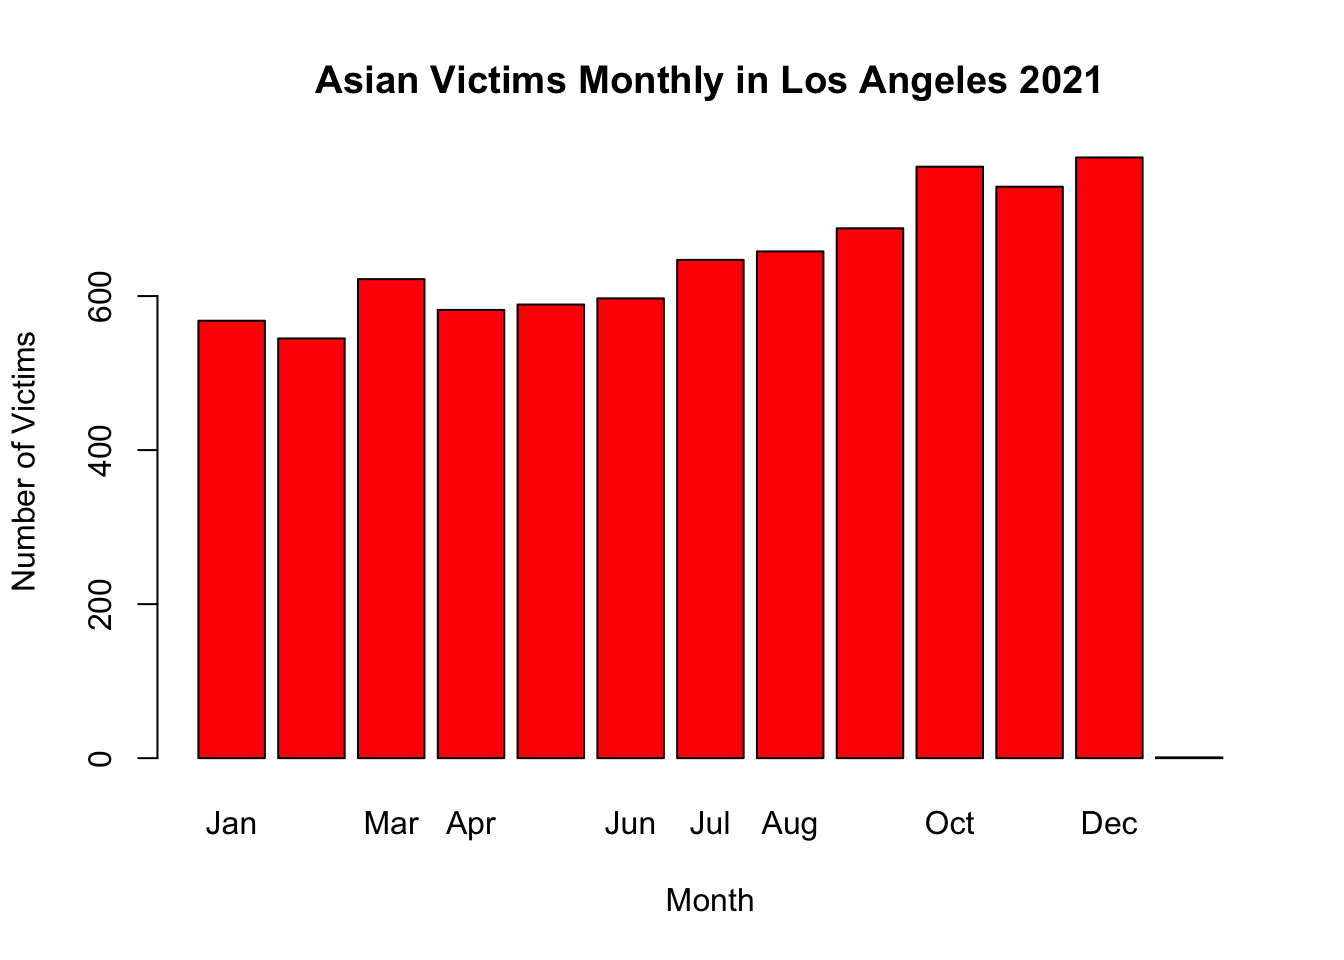 Asian Victims Monthly in Los Angeles 2021
Number of Victims
600
400
200
0
Jan Mar Apr Jun Jul Aug Oct Dec
Month